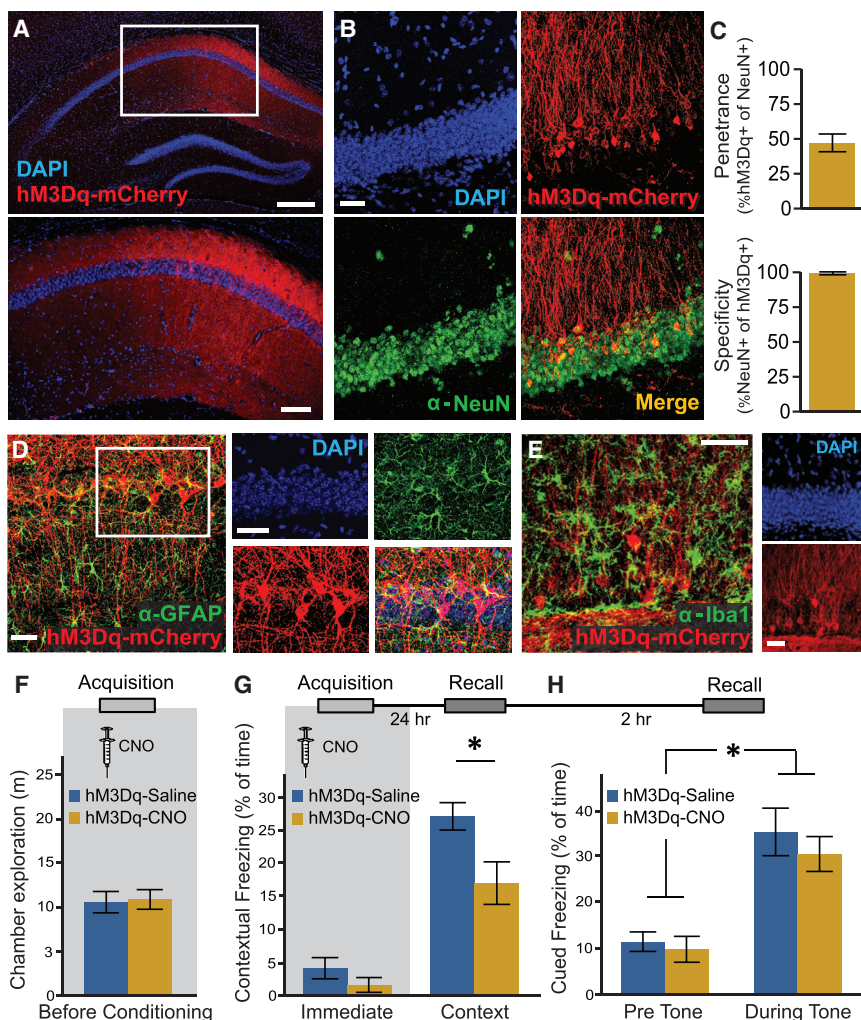 A
DAPI
hM3Dq-mCherry
B
DAPI
hM3Dq-mCherry
α-NeuN
Merge
C
Penetrance
(%hM3Dq+ of NeuN+)
100
75
50
25
0
Specificity
(%NeuN+ of hM3Dq+)
100
75
50
25
0
D
α-GFAP
hM3Dq-mCherry
DAPI
E
α-Iba1
hM3Dq-mCherry
DAPI
F
Acquisition
CNO
hM3Dq-Saline
hM3Dq-CNO
Chamber exploration (m)
25
20
15
10
3
0
Before Conditioning
G
Acquisition
24 hr
Recall
2 hr
CNO
*
hM3Dq-Saline
hM3Dq-CNO
Contextual Freezing (% of time)
30
25
20
15
10
5
0
Immediate
Context
H
Recall
*
hM3Dq-Saline
hM3Dq-CNO
Cued Freezing (% of time)
40
30
20
10
0
Pre Tone
During Tone